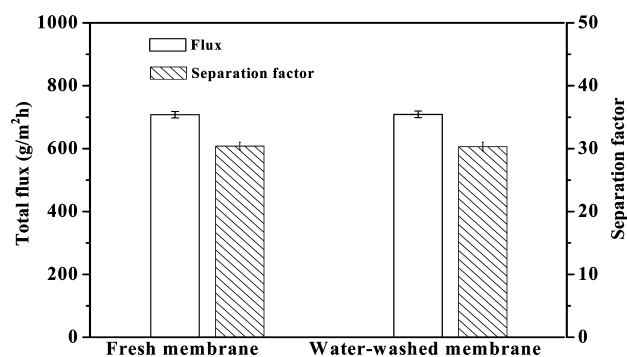 1000
800
600
400
200
0
Total flux (g/m²h)
Flux
Separation factor
50
40
30
20
10
0
Separation factor
Fresh membrane
Water-washed membrane